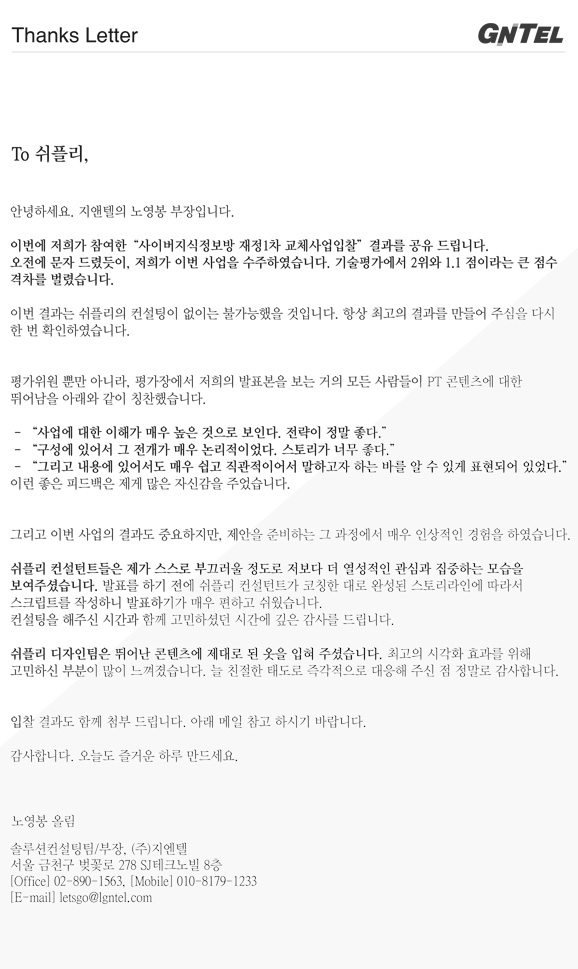 Thanks Letter
GNTEL
To 쉬플리,
안녕하세요. 지앤텔의 노영봉 부장입니다.
이번에 저희가 참여한 “사이버지식정보방 재정1차 교체사업입찰” 결과를 공유 드립니다.
오전에 문자 드렸듯이, 저희가 이번 사업을 수주하였습니다. 기술평가에서 2위와 1.1 점이라는 큰 점수
격차를 벌렸습니다.
이번 결과는 쉬플리의 컨설팅이 없이는 불가능했을 것입니다. 항상 최고의 결과를 만들어 주심을 다시
한 번 확인하였습니다.
평가위원 뿐만 아니라, 평가장에서 저희의 발표본을 보는 거의 모든 사람들이 PT 콘텐츠에 대한
뛰어남을 아래와 같이 칭찬했습니다.
- “사업에 대한 이해가 매우 높은 것으로 보인다. 전략이 정말 좋다.”
- “구성에 있어서 그 전개가 매우 논리적이었다. 스토리가 너무 좋다.”
- “그리고 내용에 있어서도 매우 쉽고 직관적이어서 말하고자 하는 바를 알 수 있게 표현되어 있었다.”
이런 좋은 피드백은 제게 많은 자신감을 주었습니다.
그리고 이번 사업의 결과도 중요하지만, 제안을 준비하는 그 과정에서 매우 인상적인 경험을 하였습니다.
쉬플리 컨설턴트들은 제가 스스로 부끄러울 정도로 저보다 더 열성적인 관심과 집중하는 모습을
보여주셨습니다. 발표를 하기 전에 쉬플리 컨설턴트가 코칭한 대로 완성된 스토리라인에 따라서
스크립트를 작성하니 발표하기가 매우 편하고 쉬웠습니다.
컨설팅을 해주신 시간과 함께 고민하셨던 시간에 깊은 감사를 드립니다.
쉬플리 디자인팀은 뛰어난 콘텐츠에 제대로 된 옷을 입혀 주셨습니다. 최고의 시각화 효과를 위해
고민하신 부분이 많이 느껴졌습니다. 늘 친절한 태도로 즉각적으로 대응해 주신 점 정말로 감사합니다.
입찰 결과도 함께 첨부 드립니다. 아래 메일 참고 하시기 바랍니다.
감사합니다. 오늘도 즐거운 하루 만드세요.
노영봉 올림
솔루션컨설팅팀/부장, (주)지엔텔
서울 금천구 벚꽃로 278 SJ테크노빌 8층
[Office] 02-890-1563, [Mobile] 010-8179-1233
[E-mail] letsgo@lgntel.com